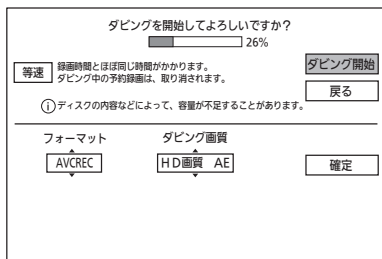 ダビングを開始してよろしいですか？
26%
等速
録画時間とほぼ同じ時間がかかります。
ダビング中の予約録画は、取り消されます。
ダビング開始
戻る
ⓘディスクの内容などによって、容量が不足することがあります。
フォーマット
ダビング画質
AVCREC
HD画質 AE
確定